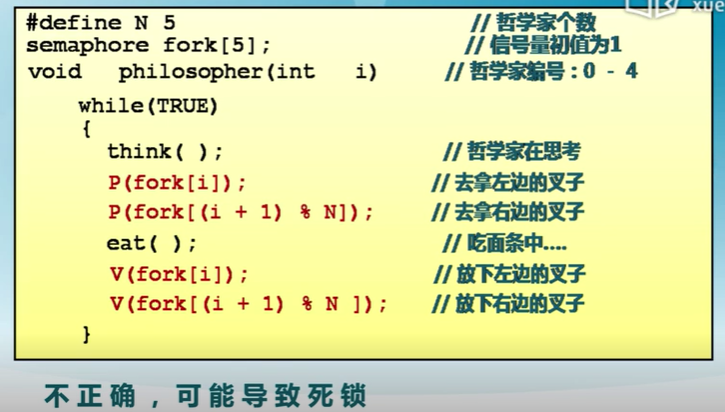 xue
#define N 5 // 哲学家个数
semaphore fork[5]; // 信号量初值为1
void philosopher(int i) // 哲学家编号：0 - 4
while(TRUE)
{
think( ); // 哲学家在思考
P(fork[i]); // 去拿左边的叉子
P(fork[(i + 1) % N]); // 去拿右边的叉子
eat( ); // 吃面条中....
V(fork[i]); // 放下左边的叉子
V(fork[(i + 1) % N ]); // 放下右边的叉子
}
不正确，可能导致死锁